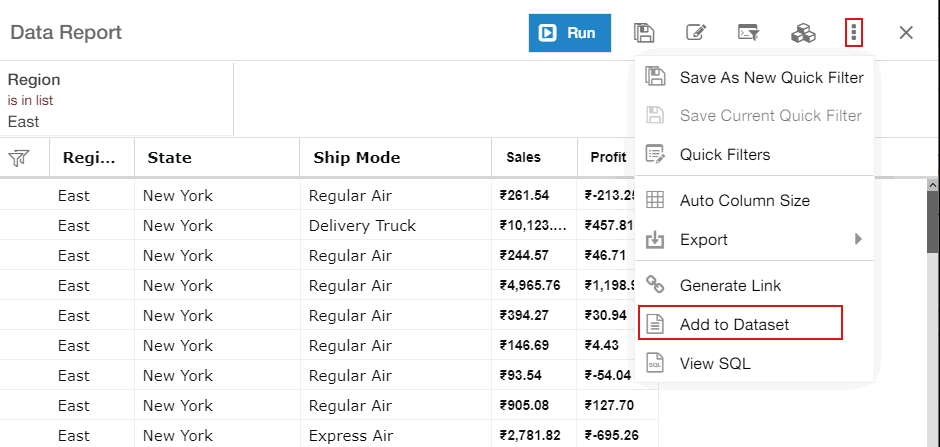 Data Report
Run
Region
is in list
East
Save As New Quick Filter
Save Current Quick Filter
Quick Filters
Auto Column Size
Export
Generate Link
Add to Dataset
SQL View SQL
Regi... State Ship Mode Sales Profit
East New York Regular Air ₹261.54 ₹-213.25
East New York Delivery Truck ₹10,123.... ₹457.81
East New York Regular Air ₹244.57 ₹46.71
East New York Regular Air ₹4,965.76 ₹1,198.9
East New York Regular Air ₹394.27 ₹30.94
East New York Regular Air ₹146.69 ₹4.43
East New York Regular Air ₹93.54 ₹-54.04
East New York Regular Air ₹905.08 ₹127.70
East New York Express Air ₹2,781.82 ₹-695.26